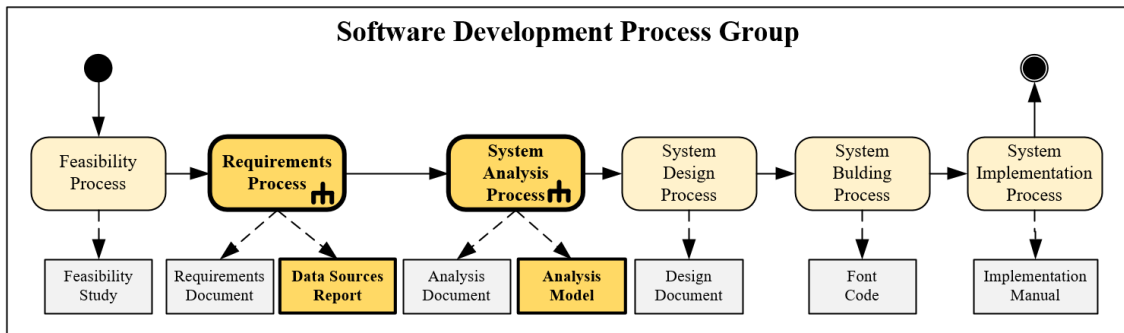 Software Development Process Group
Feasibility
Process
Requirements
Process
System
Analysis
Process
System
Design
Process
System
Bulding
Process
System
Implementation
Process
Feasibility
Study
Requirements
Document
Data Sources
Report
Analysis
Document
Analysis
Model
Design
Document
Font
Code
Implementation
Manual